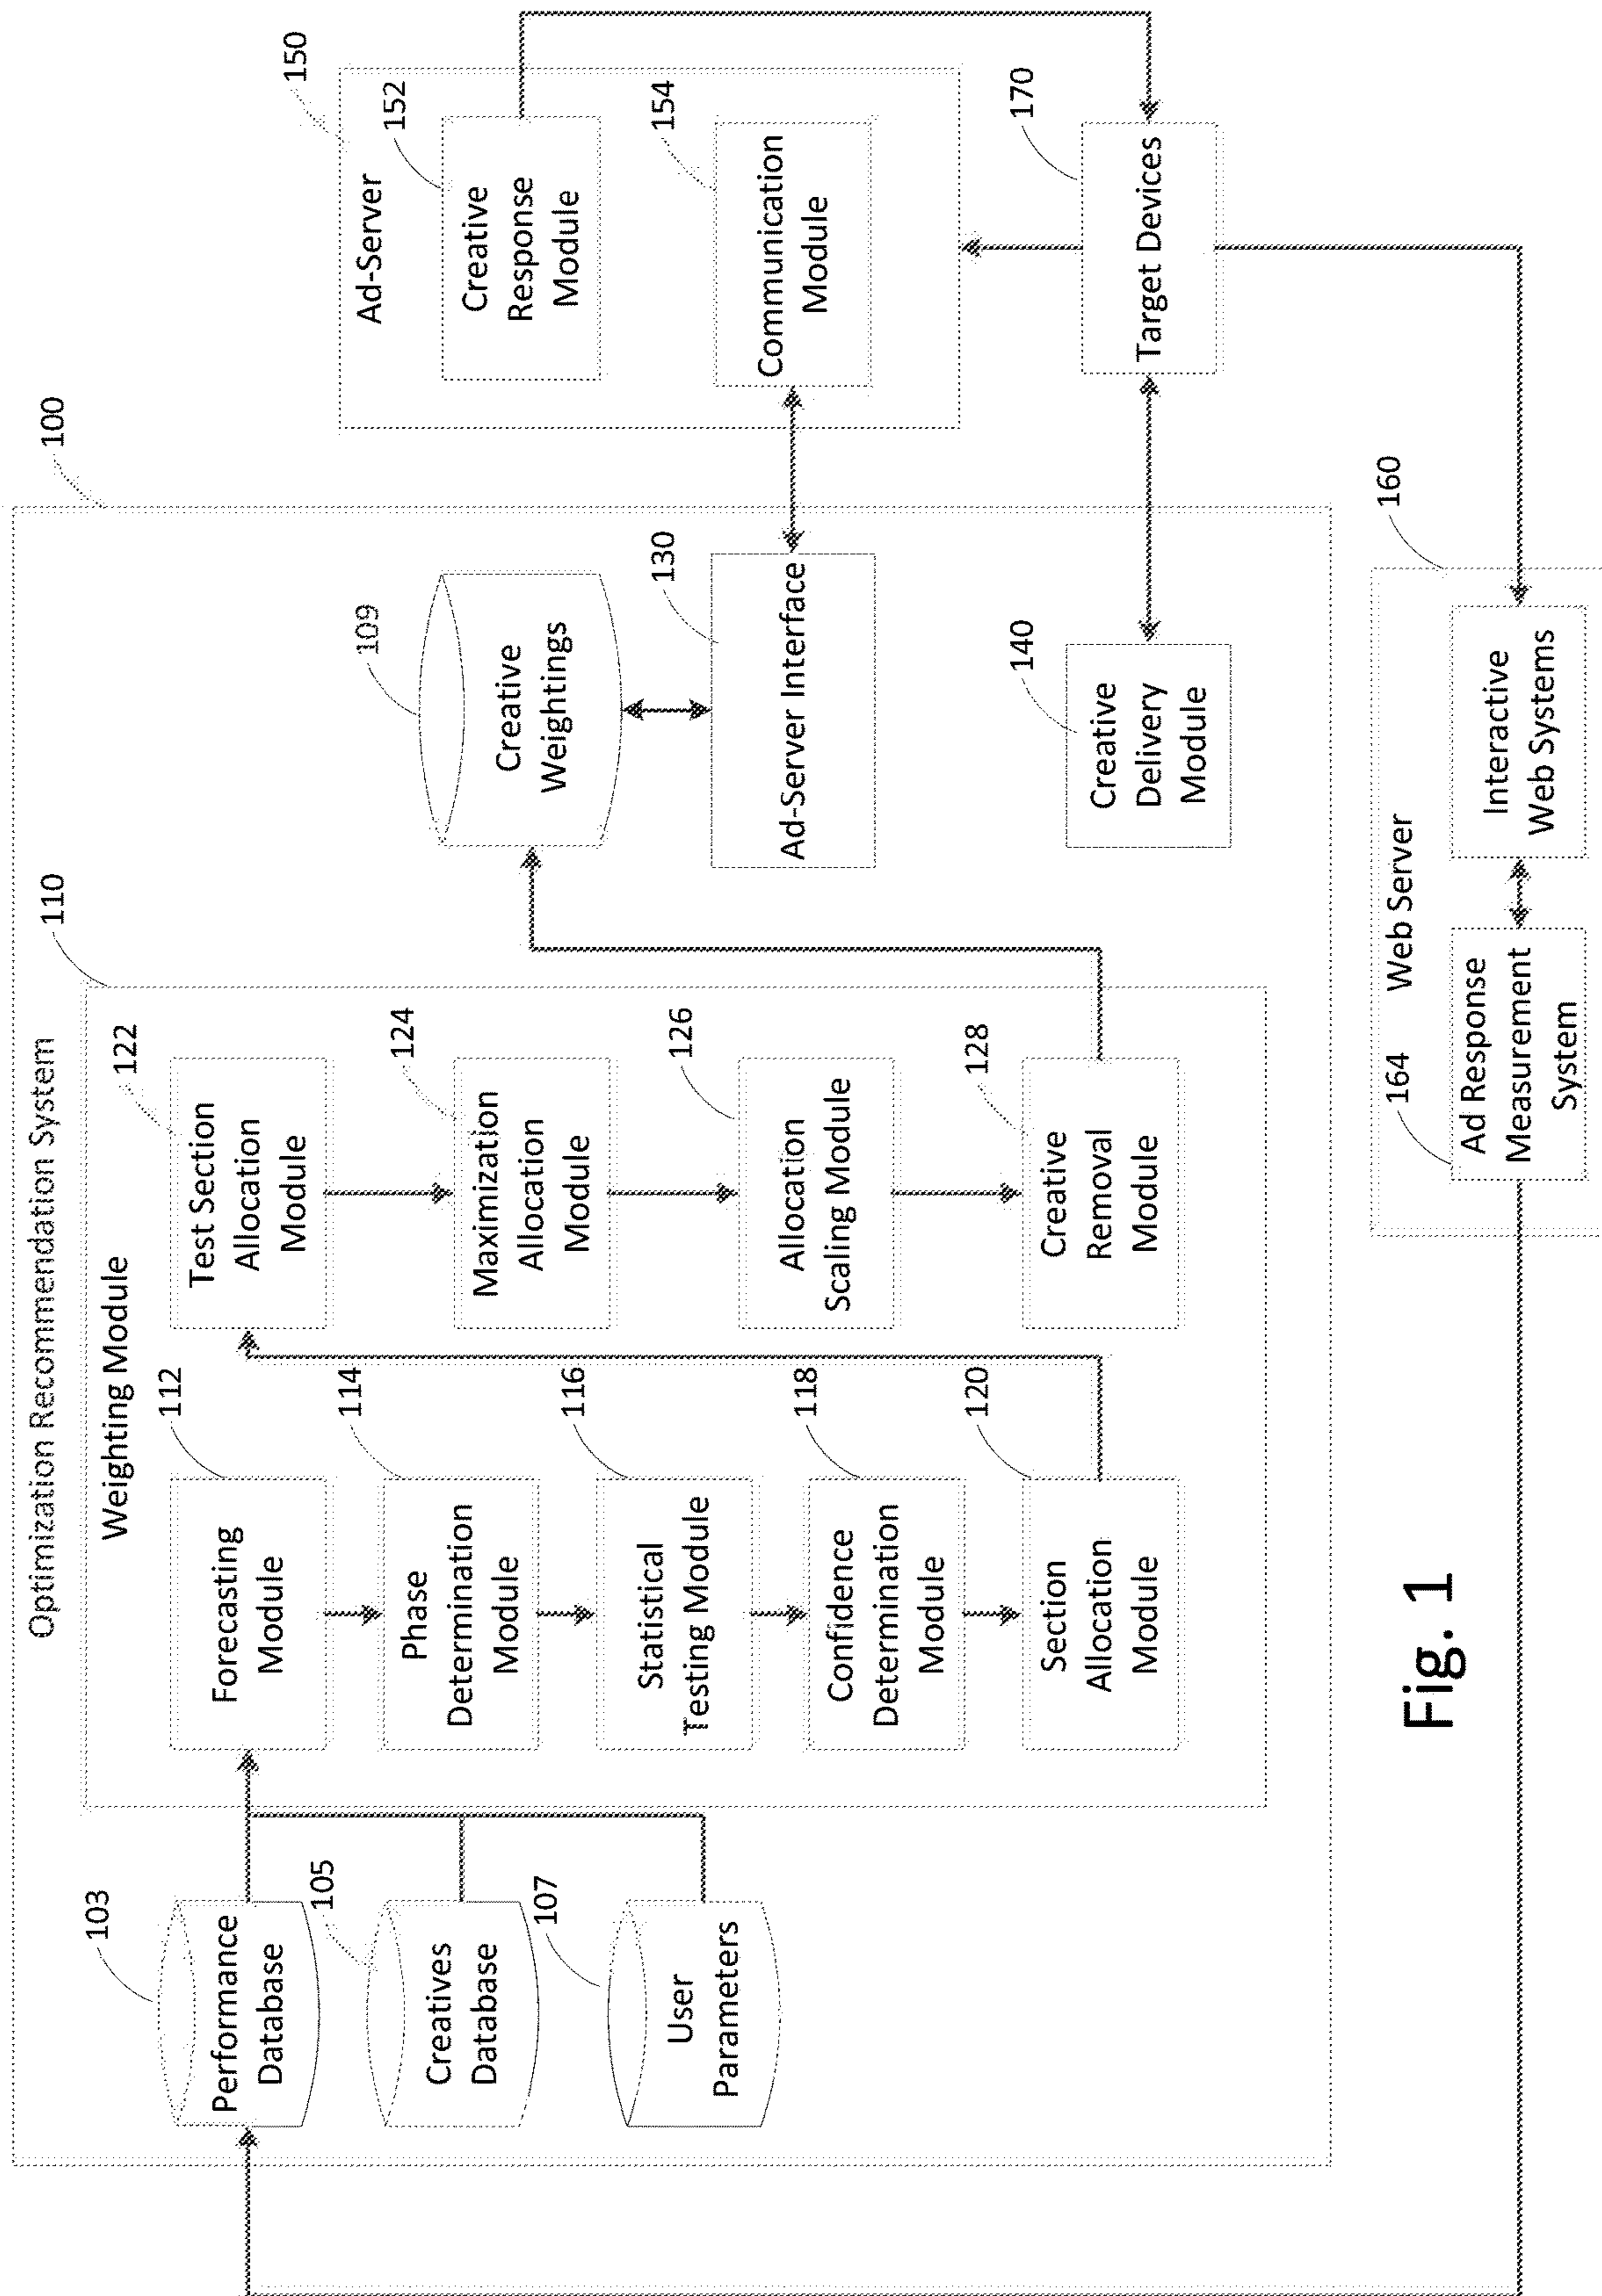 Optimization Recommendation System
100
Weighting Module
110
103
Performance
Database
105
Creatives
Database
107
User
Parameters
112
Forecasting
Module
114
Phase
Determination
Module
116
Statistical
Testing Module
118
Confidence
Determination
Module
120
Section
Allocation
Module
122
Test Section
Allocation
Module
124
Maximization
Allocation
Module
126
Allocation
Scaling Module
128
Creative
Removal
Module
109
Creative
Weightings
130
Ad-Server Interface
140
Creative
Delivery
Module
150
Ad-Server
152
Creative
Response
Module
154
Communication
Module
170
Target Devices
160
Web Server
164
Ad Response
Measurement
System
Interactive
Web Systems
Fig. 1